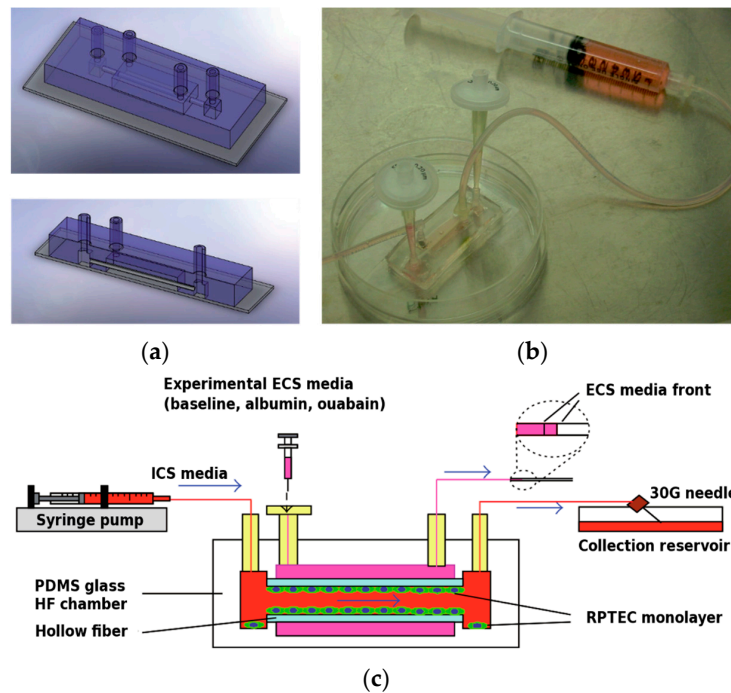 (a)
(b)
Experimental ECS media
(baseline, albumin, ouabain)
ECS media front
ICS media
30G needle
Syringe pump
Collection reservoir
PDMS glass
HF chamber
RPTEC monolayer
Hollow fiber
(c)